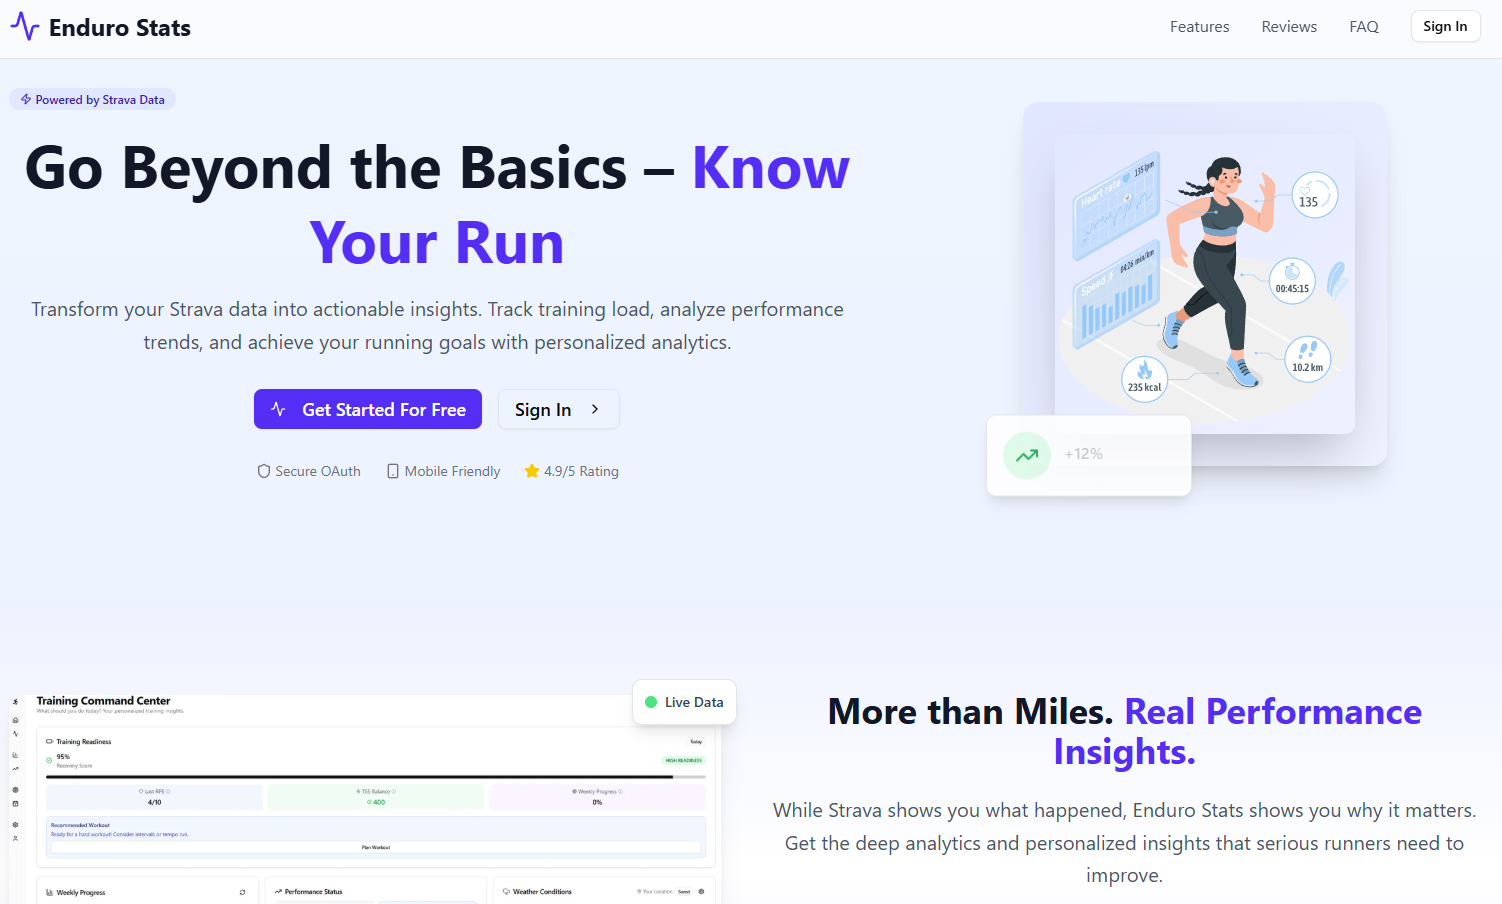 Enduro Stats
Features Reviews FAQ Sign In
Powered by Strava Data
Go Beyond the Basics – Know
Your Run
Transform your Strava data into actionable insights. Track training load, analyze performance
trends, and achieve your running goals with personalized analytics.
Get Started For Free Sign In
Secure OAuth Mobile Friendly 4.9/5 Rating
Heart rate 135 lpm
135
Speed 04:26 min/km
00:45:15
10.2 km
235 kcal
+12%
Live Data
Training Command Center
What should you do today? Your personalized training insights.
Training Readiness Today
95%
Recovery Score HIGH READINESS
Last RPE TSS Balance Weekly Progress
4/10 400 0%
Recommended Workout
Ready for a hard workout! Consider intervals or tempo run.
Plan Workout
Weekly Progress Performance Status Weather Conditions Your Location Saved
More than Miles. Real Performance
Insights.
While Strava shows you what happened, Enduro Stats shows you why it matters.
Get the deep analytics and personalized insights that serious runners need to
improve.